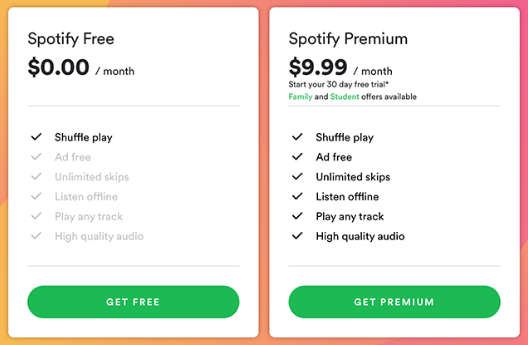 Spotify Free
$0.00 / month
Shuffle play
Ad free
Unlimited skips
Listen offline
Play any track
High quality audio
GET FREE
Spotify Premium
$9.99 / month
Start your 30 day free trial*
Family and Student offers available
Shuffle play
Ad free
Unlimited skips
Listen offline
Play any track
High quality audio
GET PREMIUM